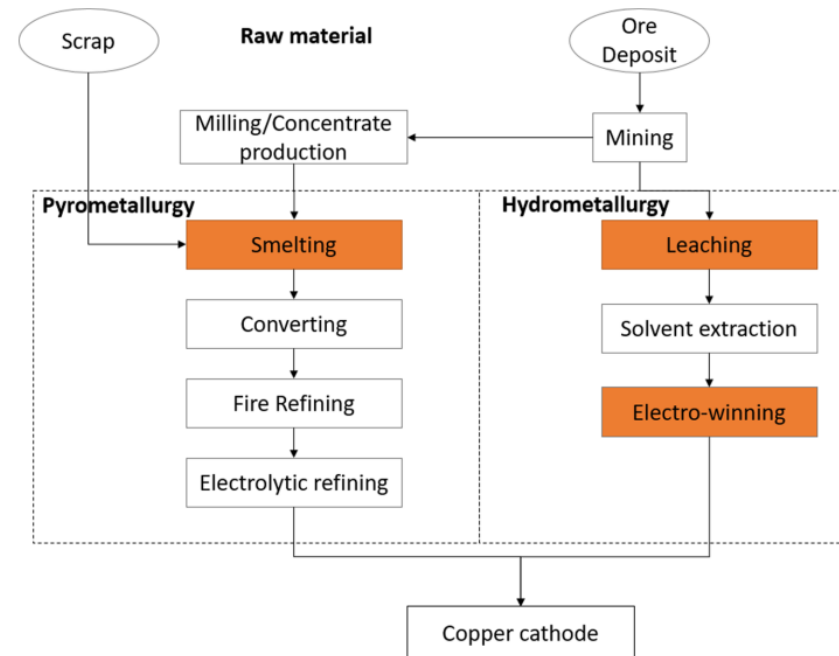 Scrap
Raw material
Ore
Deposit
Milling/Concentrate
production
Mining
Pyrometallurgy
Hydrometallurgy
Smelting
Leaching
Converting
Solvent extraction
Fire Refining
Electro-winning
Electrolytic refining
Copper cathode